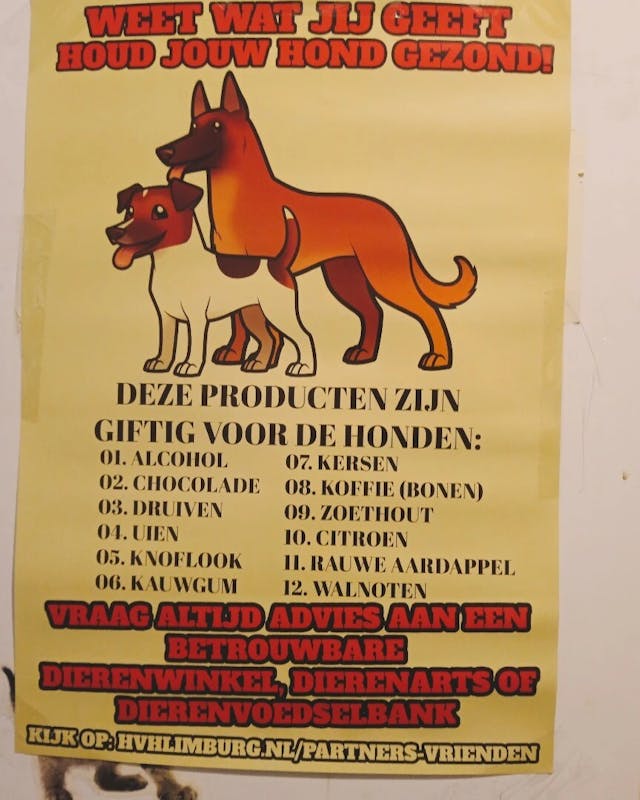 WEET WAT JIJ GEEFT
HOUD JOUW HOND GEZOND!
DEZE PRODUCTEN ZIJN
GIFTIG VOOR DE HONDEN:
01. ALCOHOL
02. CHOCOLADE
03. DRUIVEN
04. UIEN
05. KNOFLOOK
06. KAUWGUM
07. KERSEN
08. KOFFIE (BONEN)
09. ZOETHOUT
10. CITROEN
11. RAUWE AARDAPPEL
12. WALNOTEN
VRAAG ALTIJD ADVIES AAN EEN
BETROUWBARE
DIERENWINKEL, DIERENARTS OF
DIERENVOEDSELBANK
KIJK OP: HVHLIMBURG.NL/PARTNERS-VRIENDEN